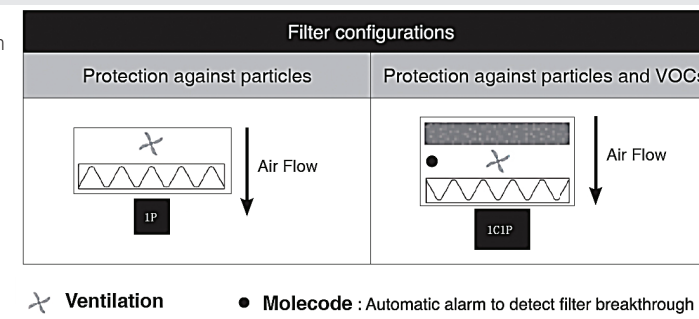 n
Filter configurations
Protection against particles
Protection against particles and VOCs
Air Flow
1P
Air Flow
1C1P
Ventilation
Molecode : Automatic alarm to detect filter breakthrough